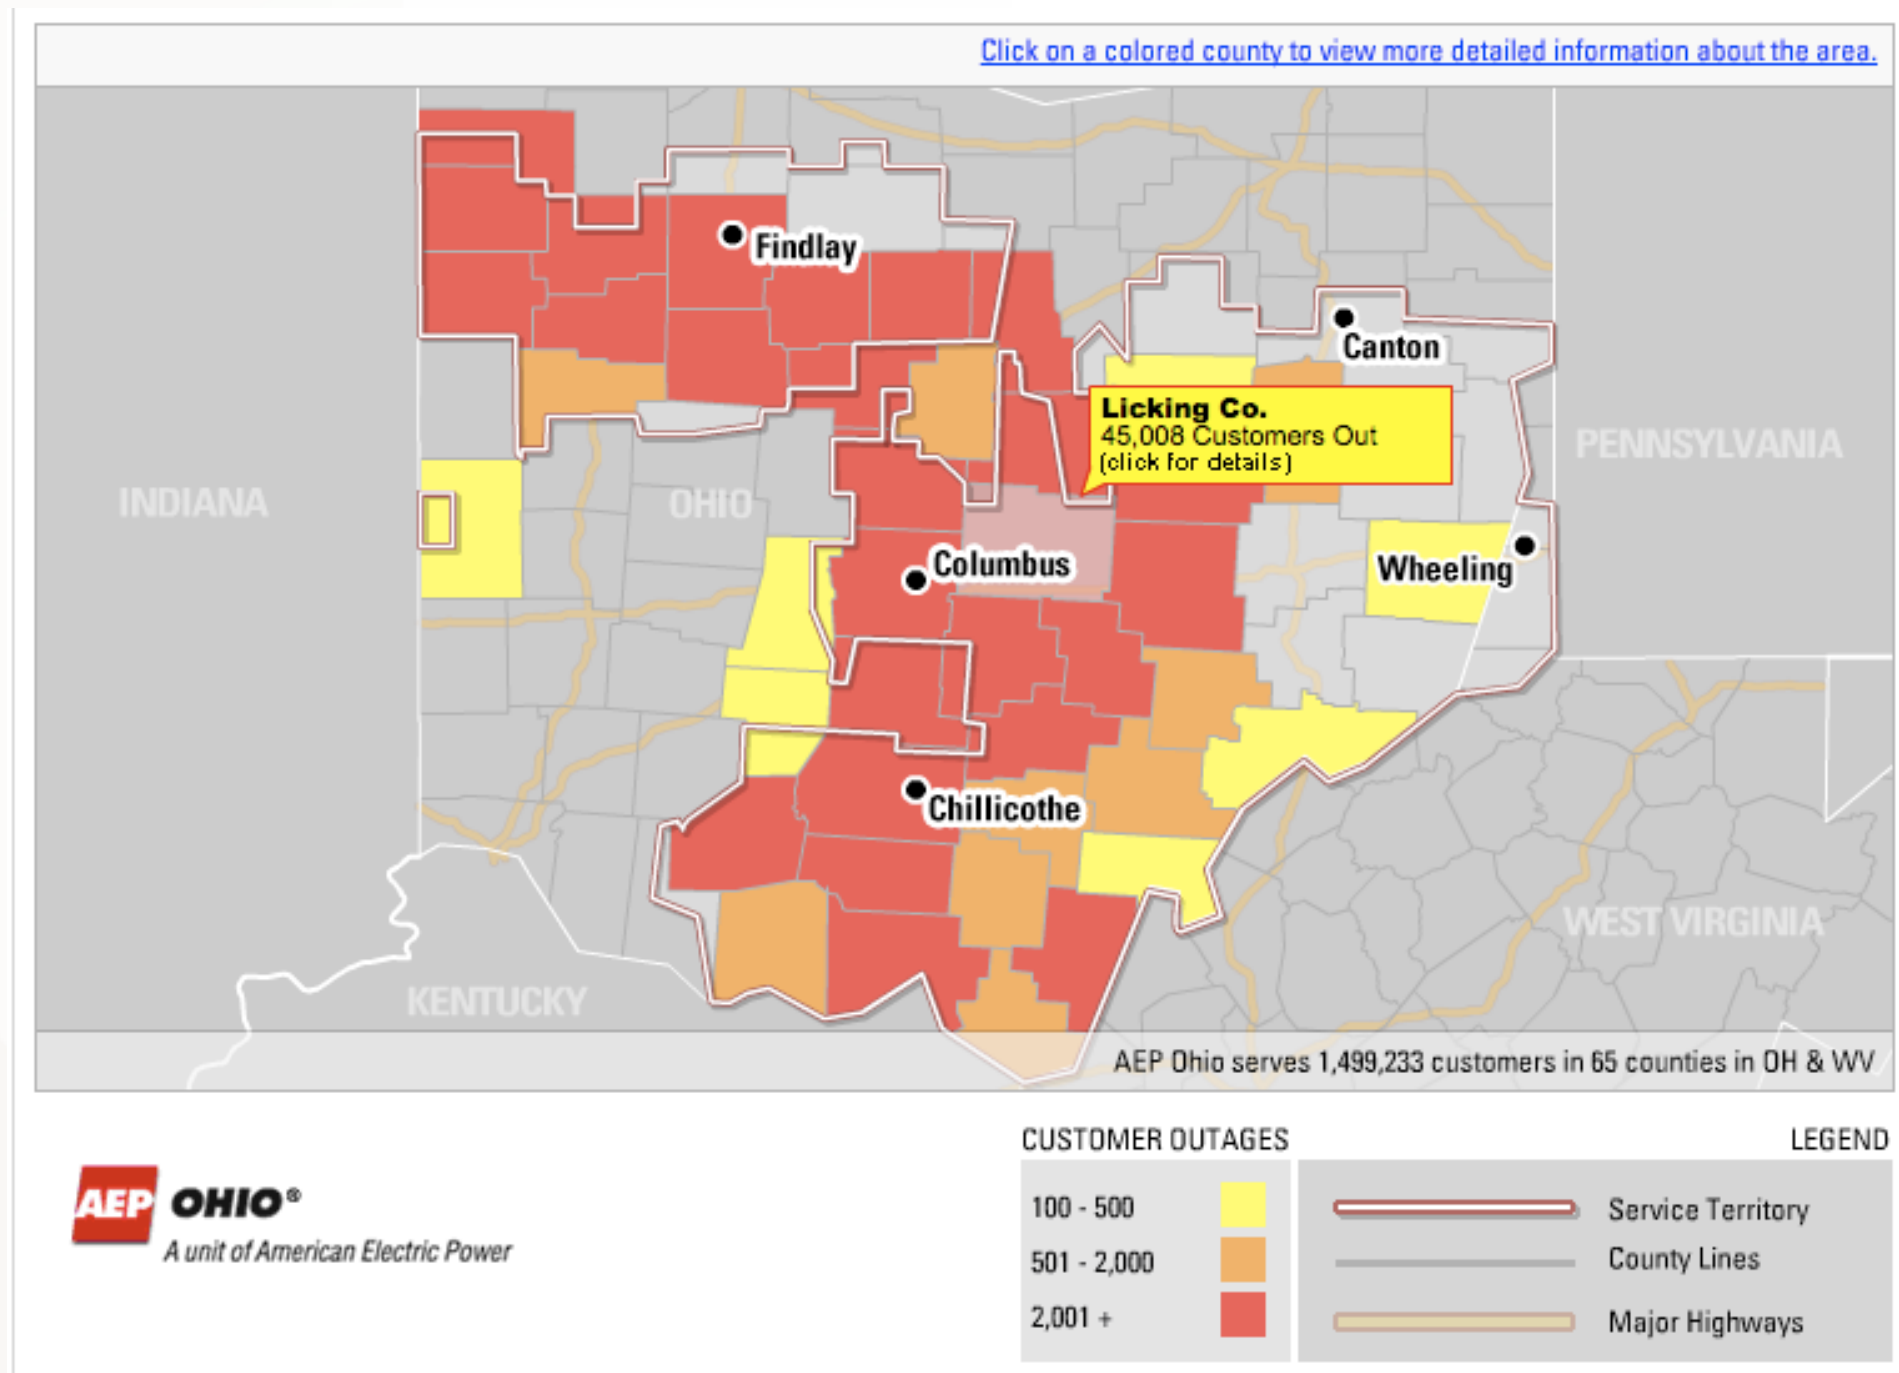 Click on a colored county to view more detailed information about the area.
Findlay
Canton
Licking Co.
45,008 Customers Out
(click for details)
PENNSYLVANIA
INDIANA
OHIO
Columbus
Wheeling
Chillicothe
WEST VIRGINIA
KENTUCKY
AEP Ohio serves 1,499,233 customers in 65 counties in OH & WV
CUSTOMER OUTAGES
100 - 500
501 - 2,000
2,001 +
LEGEND
Service Territory
County Lines
Major Highways
AEP OHIO®
A unit of American Electric Power